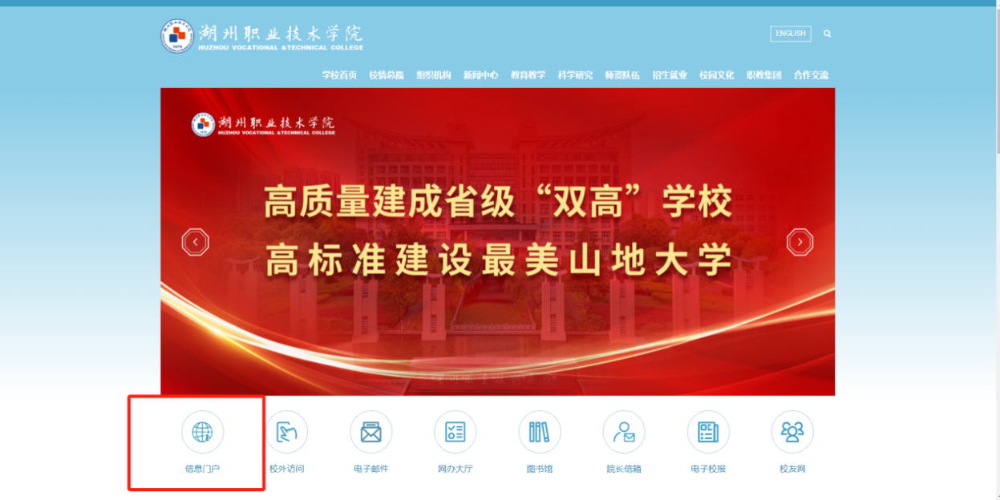 湖州职业技术学院
HUZHOU VOCATIONAL &TECHNICAL COLLEGE
ENGLISH
学校首页 校情总揽 组织机构 新闻中心 教育教学 科学研究 师资队伍 招生就业 校园文化 职教集团 合作交流
湖州职业技术学院
HUZHOU VOCATIONAL &TECHNICAL COLLEGE
高质量建成省级“双高”学校
高标准建设最美山地大学
信息门户 校外访问 电子邮件 网办大厅 图书馆 院长信箱 电子校报 校友网